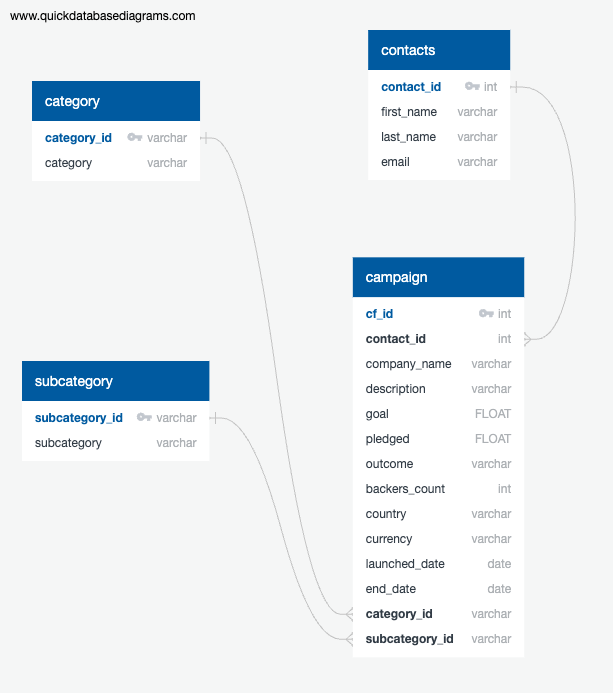 www.quickdatabasediagrams.com
contacts
contact_id int
first_name varchar
last_name varchar
email varchar
category
category_id varchar
category varchar
campaign
cf_id int
contact_id int
company_name varchar
description varchar
goal FLOAT
pledged FLOAT
outcome varchar
backers_count int
country varchar
currency varchar
launched_date date
end_date date
category_id varchar
subcategory_id varchar
subcategory
subcategory_id varchar
subcategory varchar